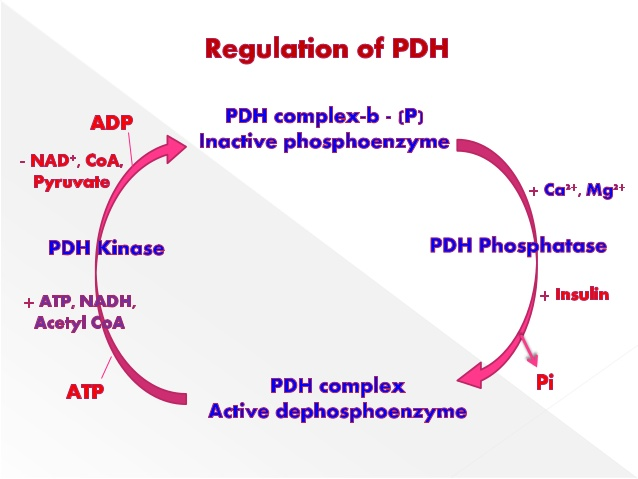 Regulation of PDH
PDH complex-b - (P)
Inactive phosphoenzyme
ADP
- NAD⁺, CoA,
Pyruvate
+ Ca²⁺, Mg²⁺
PDH Kinase
PDH Phosphatase
+ ATP, NADH,
Acetyl CoA
+ Insulin
ATP
Pi
PDH complex
Active dephosphoenzyme